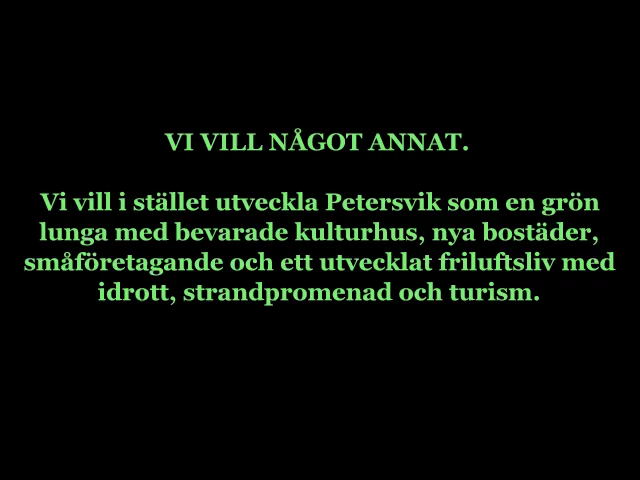 VI VILL NÅGOT ANNAT.
Vi vill i stället utveckla Petersvik som en grön
lunga med bevarade kulturhus, nya bostäder,
småföretagande och ett utvecklat friluftsliv med
idrott, strandpromenad och turism.